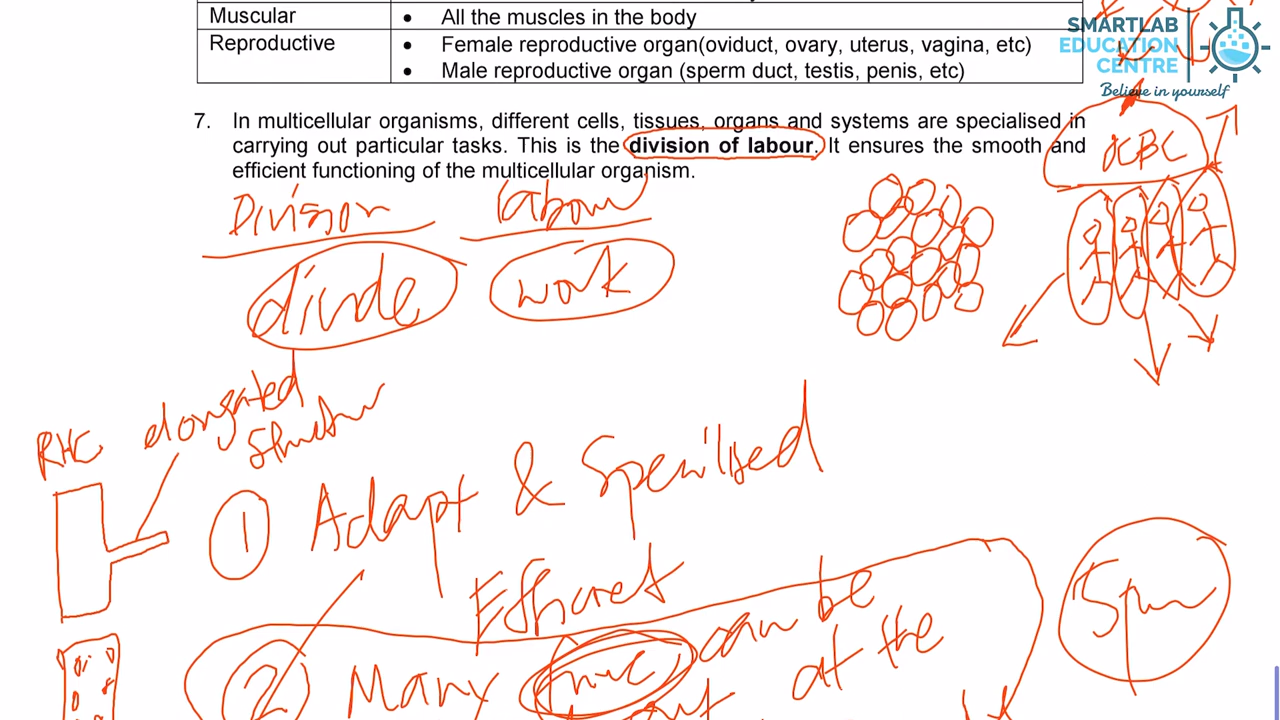 Muscular • All the muscles in the body
Reproductive • Female reproductive organ(oviduct, ovary, uterus, vagina, etc)
• Male reproductive organ (sperm duct, testis, penis, etc)
SMARTLAB
EDUCATION
CENTRE
Believe in yourself
7. In multicellular organisms, different cells, tissues, organs and systems are specialised in
carrying out particular tasks. This is the division of labour. It ensures the smooth and
efficient functioning of the multicellular organism.
Division labour
divide work
RHC elongated
① Adapt &
② Many can be
at the